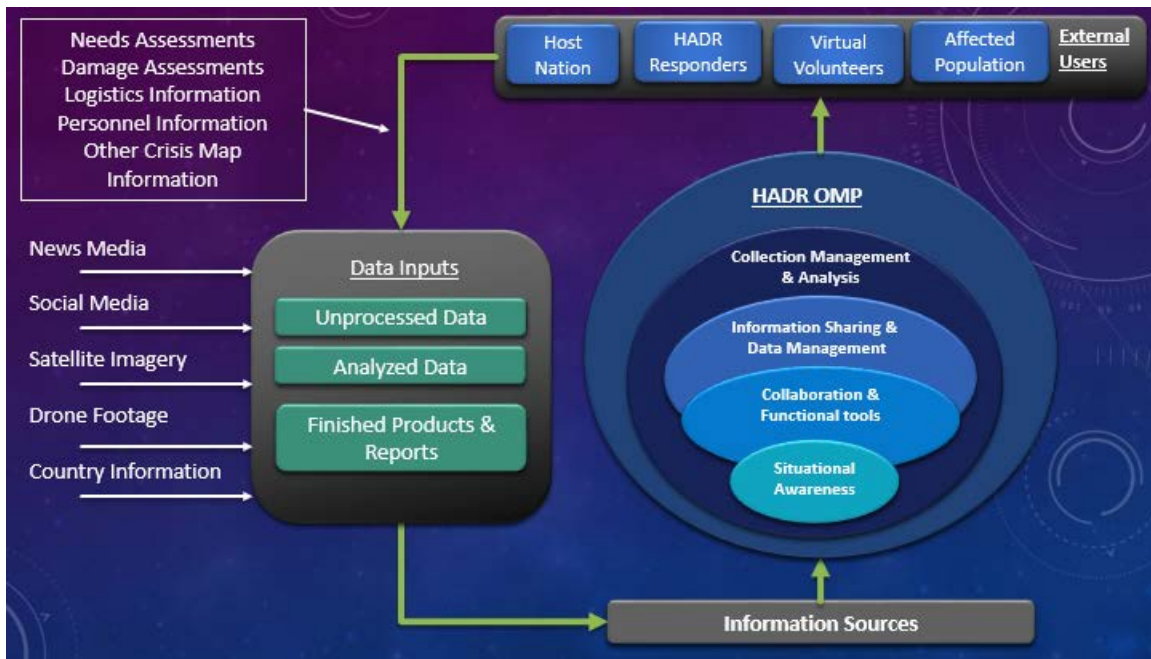 Needs Assessments
Damage Assessments
Logistics Information
Personnel Information
Other Crisis Map
Information
Host
Nation
HADR
Responders
Virtual
Volunteers
Affected
Population
External
Users
News Media
Social Media
Satellite Imagery
Drone Footage
Country Information
Data Inputs
Unprocessed Data
Analyzed Data
Finished Products &
Reports
HADR OMP
Collection Management
& Analysis
Information Sharing &
Data Management
Collaboration &
Functional tools
Situational
Awareness
Information Sources